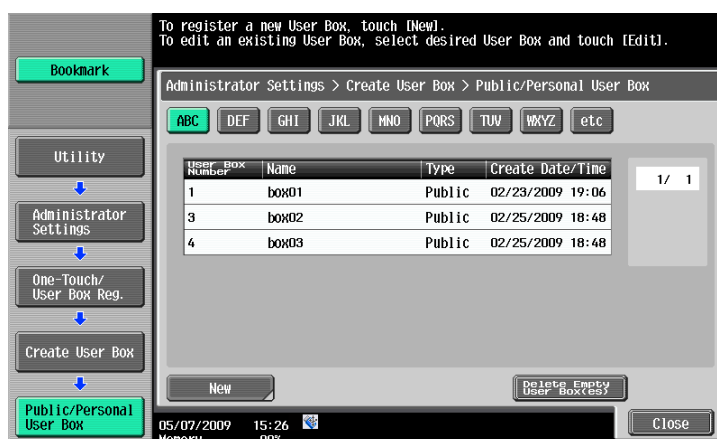 To register a new User Box, touch [New].
To edit an existing User Box, select desired User Box and touch [Edit].
Bookmark
Administrator Settings > Create User Box > Public/Personal User Box
ABC DEF GHI JKL MNO PQRS TUV WXYZ etc
Utility
Administrator
Settings
One-Touch/
User Box Reg.
Create User Box
Public/Personal
User Box
User Box
Number Name Type Create Date/Time
1/ 1
1 box01 Public 02/23/2009 19:06
3 box02 Public 02/25/2009 18:48
4 box03 Public 02/25/2009 18:48
New
Delete Empty
User Box(es)
05/07/2009 15:26
Memory 99%
Close